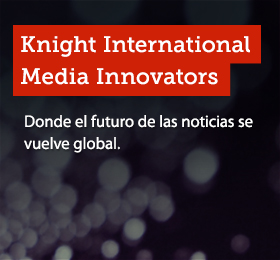 Knight International
Media Innovators
Donde el futuro de las noticias se
vuelve global.